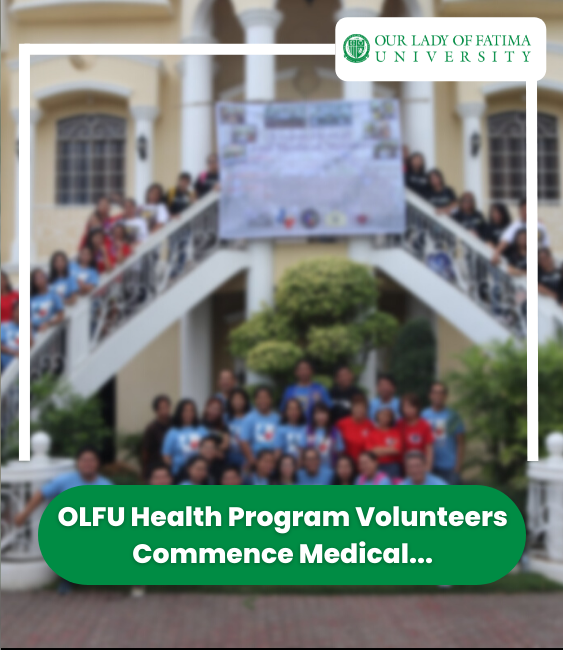 OUR LADY OF FATIMA
UNIVERSITY
OLFU Health Program Volunteers
Commence Medical...